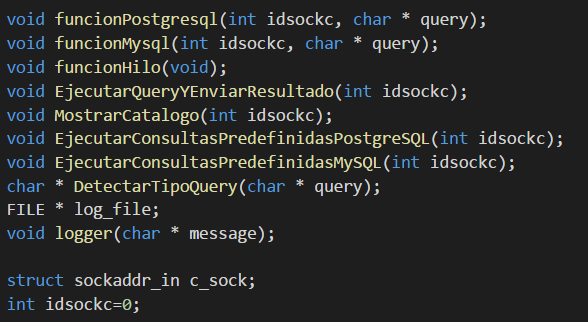 void funcionPostgresql(int idsockc, char * query);
void funcionMysql(int idsockc, char * query);
void funcionHilo(void);
void EjecutarQueryYEnviarResultado(int idsockc);
void MostrarCatalogo(int idsockc);
void EjecutarConsultasPredefinidasPostgreSQL(int idsockc);
void EjecutarConsultasPredefinidasMySQL(int idsockc);
char * DetectarTipoQuery(char * query);
FILE * log_file;
void logger(char * message);

struct sockaddr_in c_sock;
int idsockc=0;